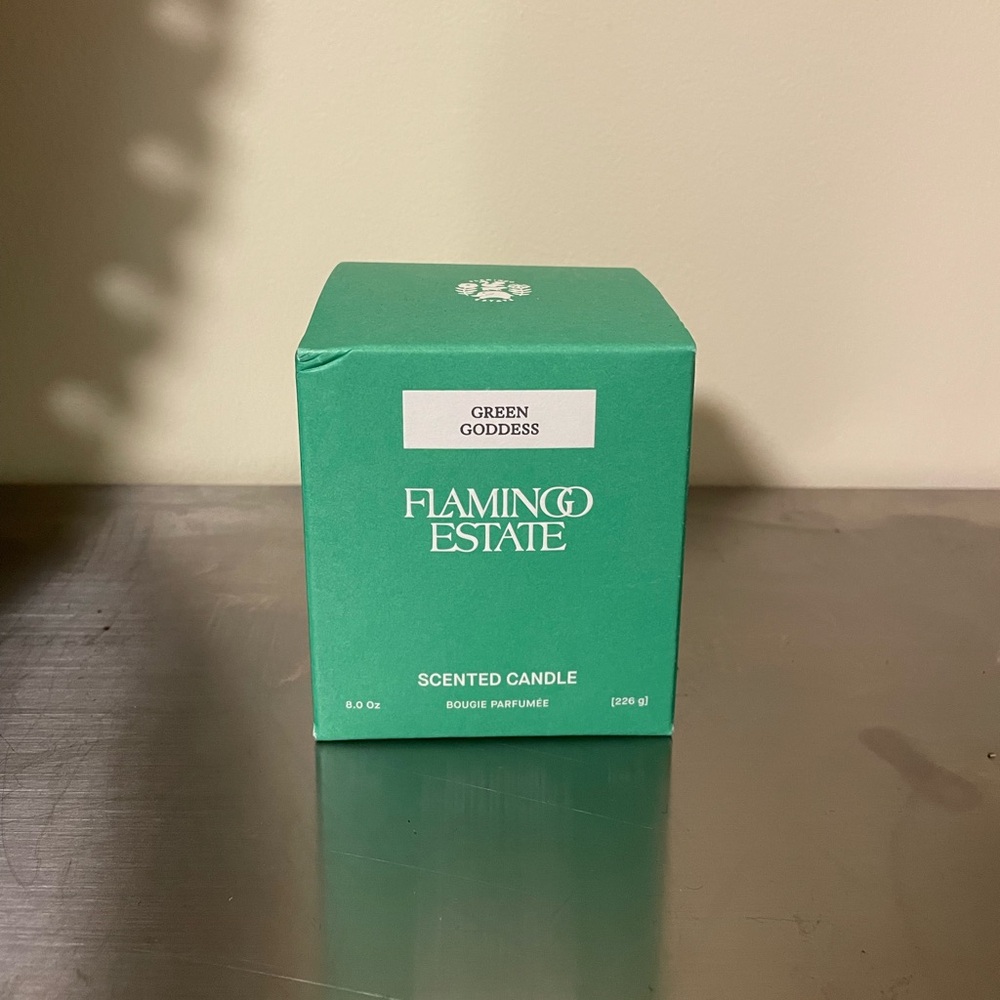 GREEN
GODDESS
FLAMINGO
ESTATE
SCENTED CANDLE
8.0 Oz
BOUGIE PARFUMÉE
[226 g]